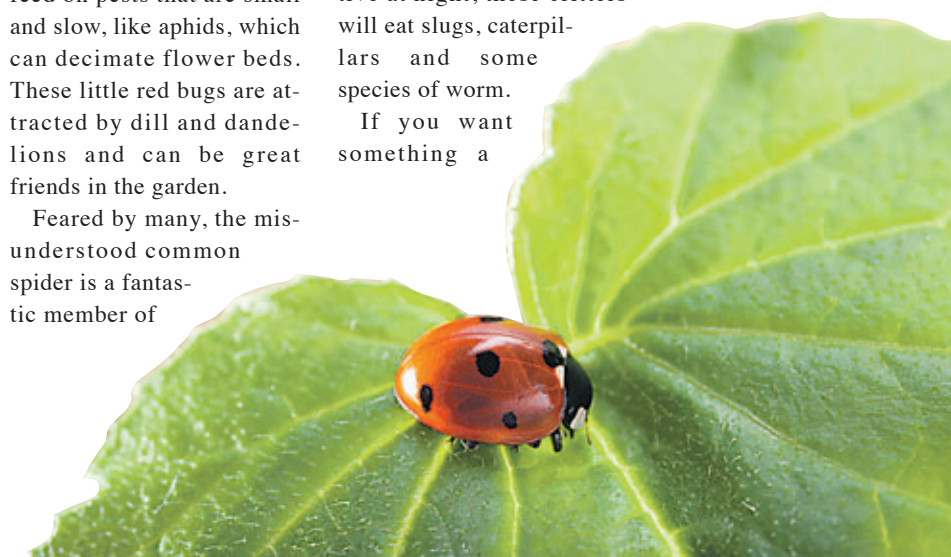 feed on pests that are small
and slow, like aphids, which
can decimate flower beds.
These little red bugs are at-
tracted by dill and dande-
lions and can be great
friends in the garden.
Feared by many, the mis-
understood common
spider is a fantas-
tic member of
will eat slugs, caterpil-
lars and some
species of worm.
If you want
something a